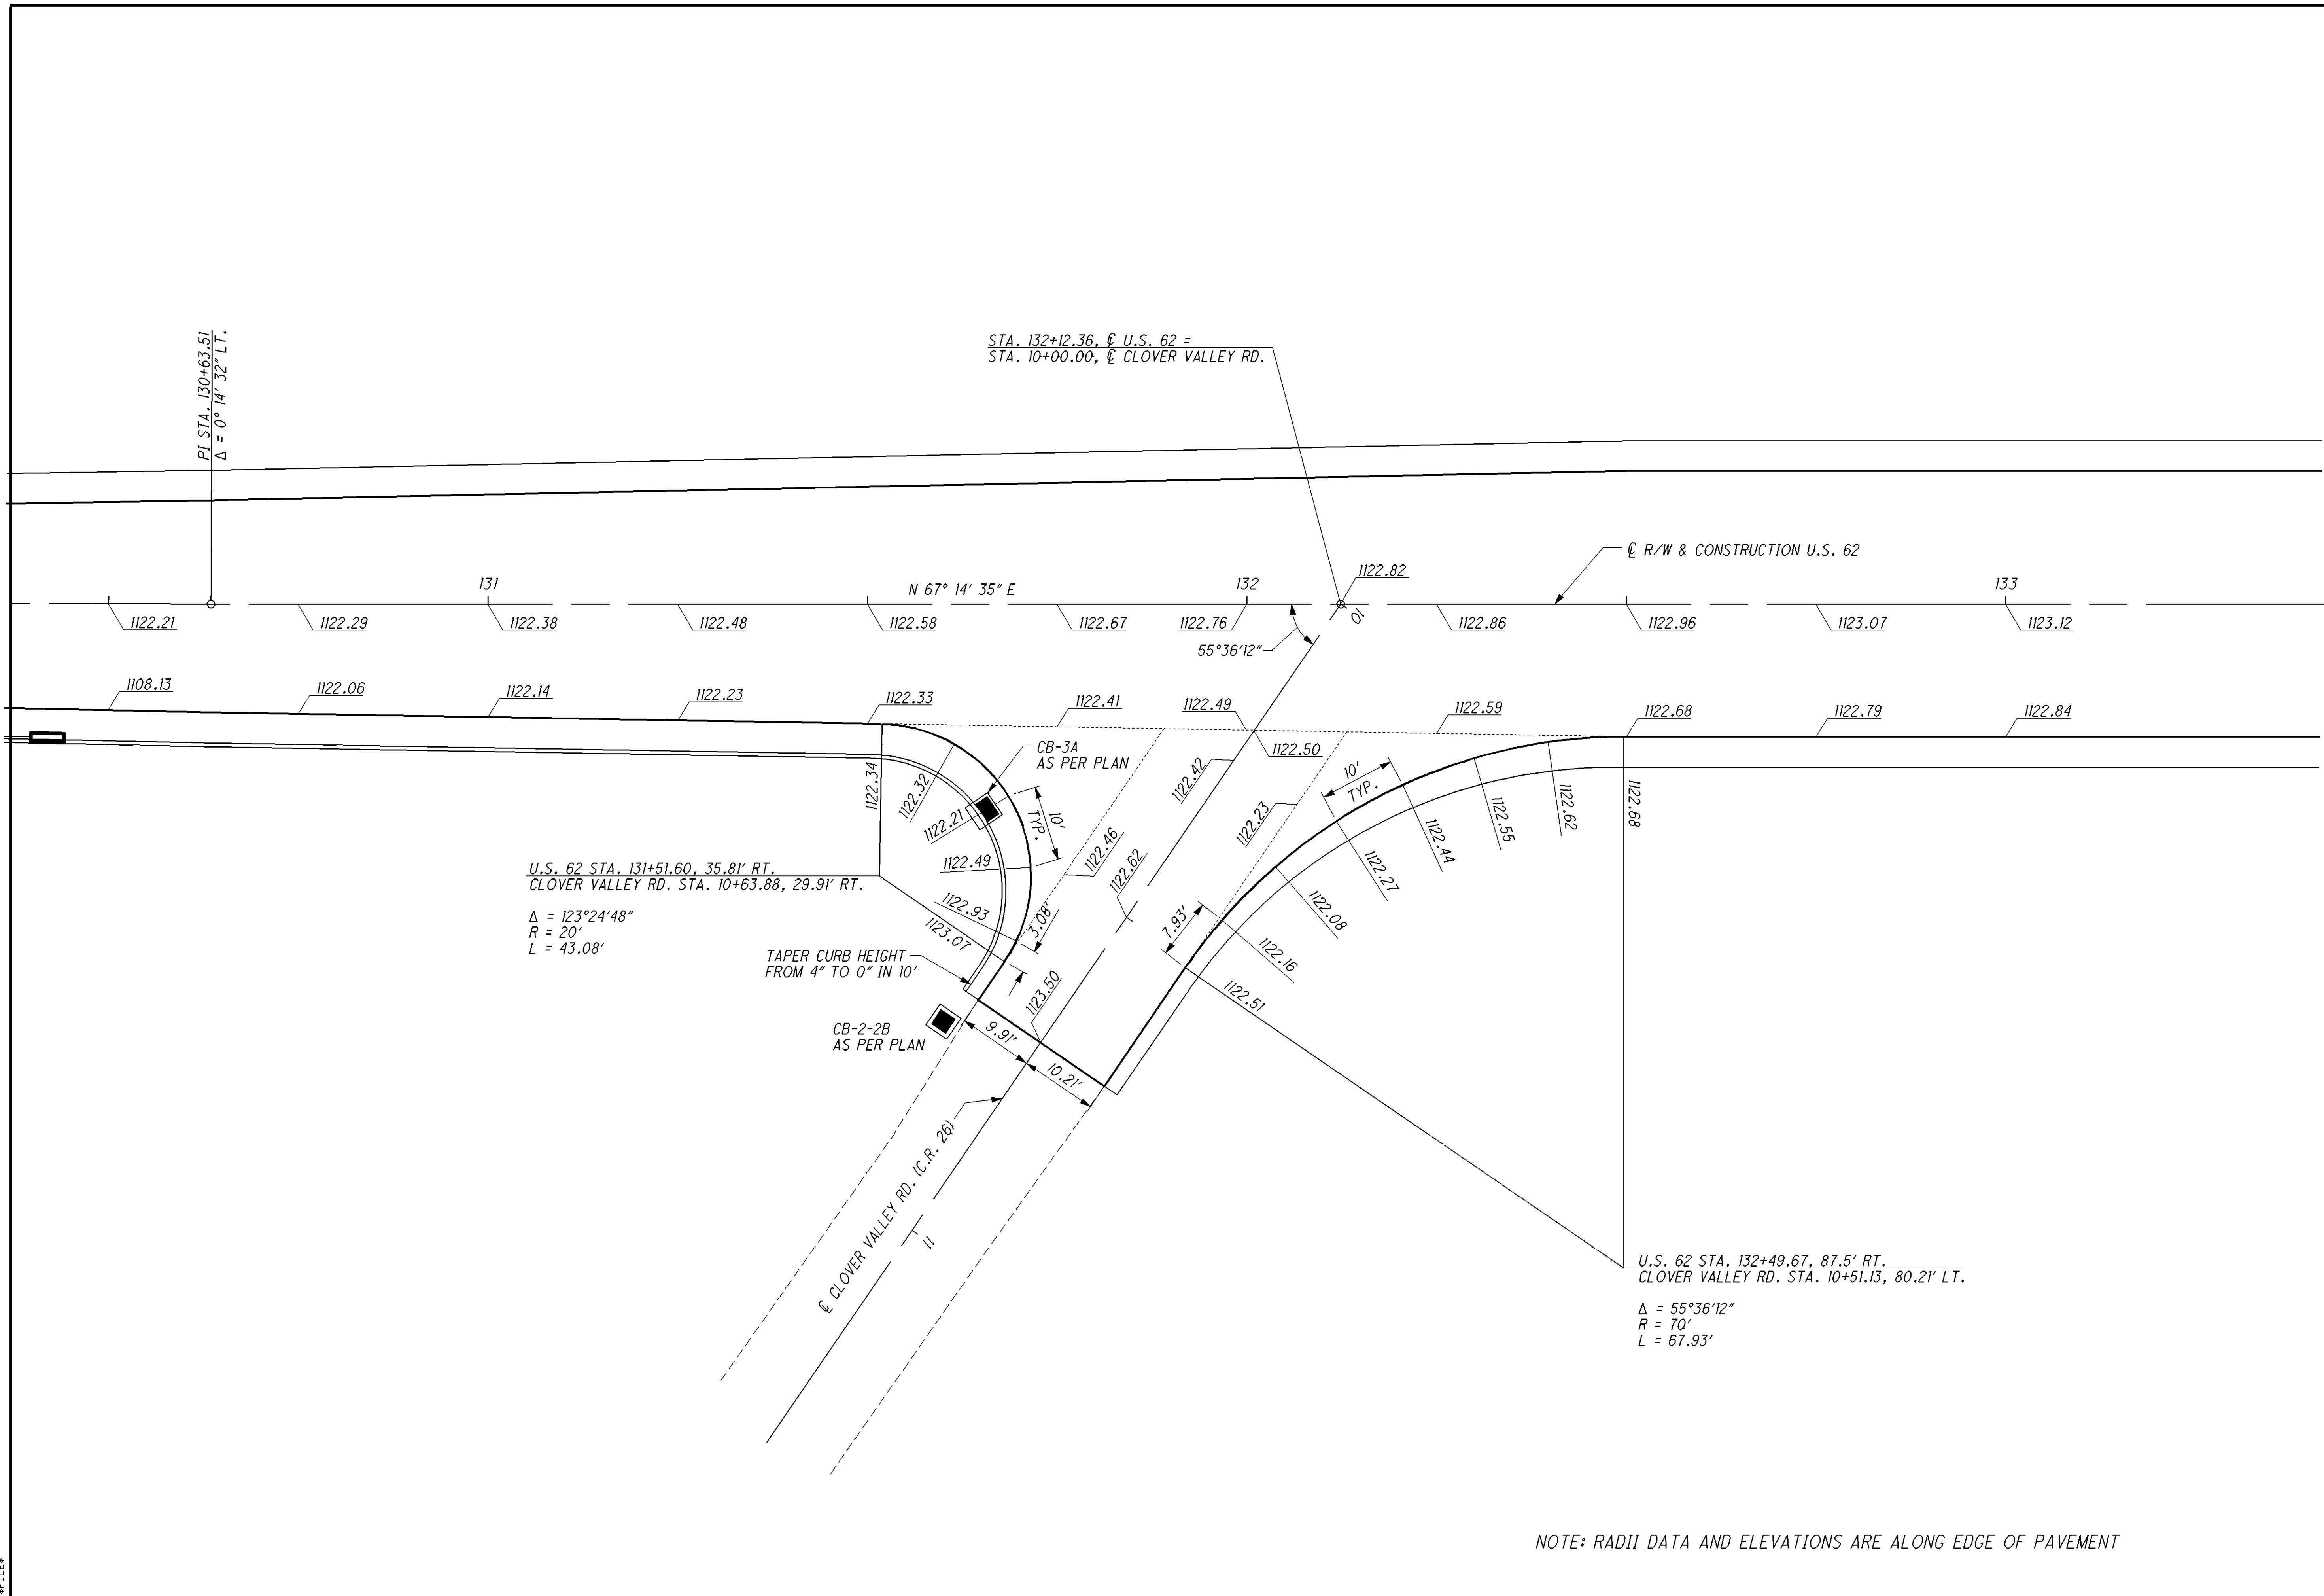 PI STA. 130+63.51
Δ = 0° 14' 32" LT.
STA. 132+12.36, ℄ U.S. 62 =
STA. 10+00.00, ℄ CLOVER VALLEY RD.
℄ R/W & CONSTRUCTION U.S. 62
131
N 67° 14' 35" E
132
1122.82
133
10
1122.21
1122.29
1122.38
1122.48
1122.58
1122.67
1122.76
1122.86
1122.96
1123.07
1123.12
55°36'12"
1108.13
1122.06
1122.14
1122.23
1122.33
1122.41
1122.49
1122.59
1122.68
1122.79
1122.84
1122.50
CB-3A
AS PER PLAN
1122.34
1122.32
1122.21
1122.49
1122.93
1123.07
10'
TYP.
3.08'
1122.46
1122.62
1122.42
1122.23
10'
TYP.
7.93'
1122.68
1122.62
1122.55
1122.44
1122.27
1122.08
1122.16
1122.51
U.S. 62 STA. 131+51.60, 35.81' RT.
CLOVER VALLEY RD. STA. 10+63.88, 29.91' RT.
Δ = 123°24'48"
R = 20'
L = 43.08'
TAPER CURB HEIGHT
FROM 4" TO 0" IN 10'
CB-2-2B
AS PER PLAN
1123.50
9.91'
10.21'
℄ CLOVER VALLEY RD. (C.R. 26)
11
U.S. 62 STA. 132+49.67, 87.5' RT.
CLOVER VALLEY RD. STA. 10+51.13, 80.21' LT.
Δ = 55°36'12"
R = 70'
L = 67.93'
NOTE: RADII DATA AND ELEVATIONS ARE ALONG EDGE OF PAVEMENT
*FILE*